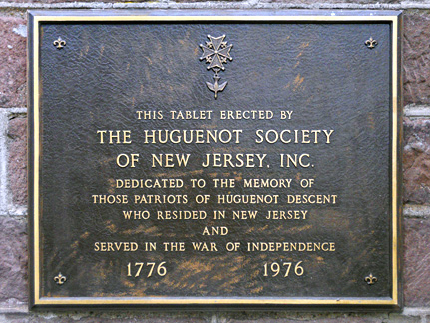 THIS TABLET ERECTED BY
THE HUGUENOT SOCIETY
OF NEW JERSEY, INC.
DEDICATED TO THE MEMORY OF
THOSE PATRIOTS OF HUGUENOT DESCENT
WHO RESIDED IN NEW JERSEY
AND
SERVED IN THE WAR OF INDEPENDENCE
1776 1976